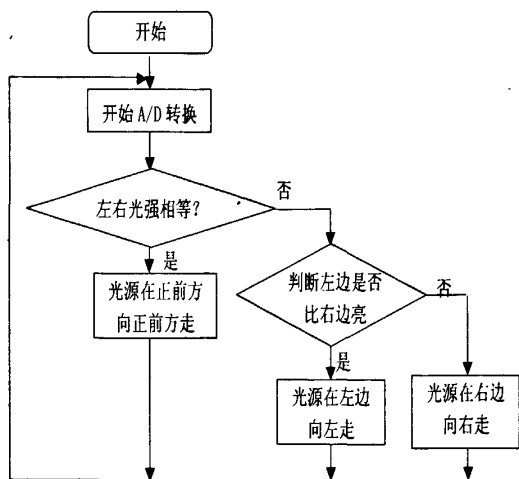 开始
开始 A/D 转换
左右光强相等?
否
是
光源在正前方
向正前方走
判断左边是否
比右边亮
否
是
光源在左边
向左走
光源在右边
向右走